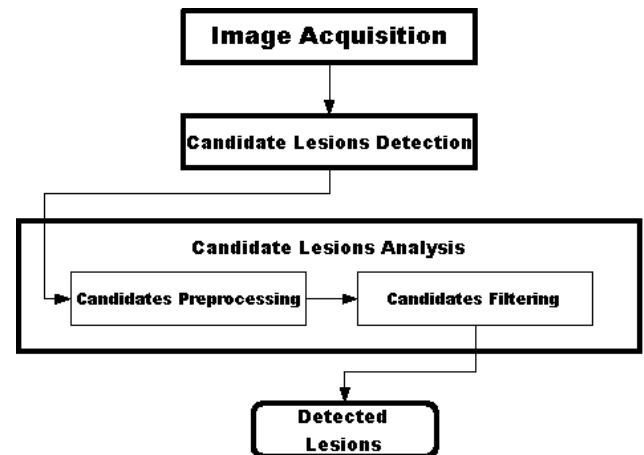 Image Acquisition
Candidate Lesions Detection
Candidate Lesions Analysis
Candidates Preprocessing
Candidates Filtering
Detected
Lesions